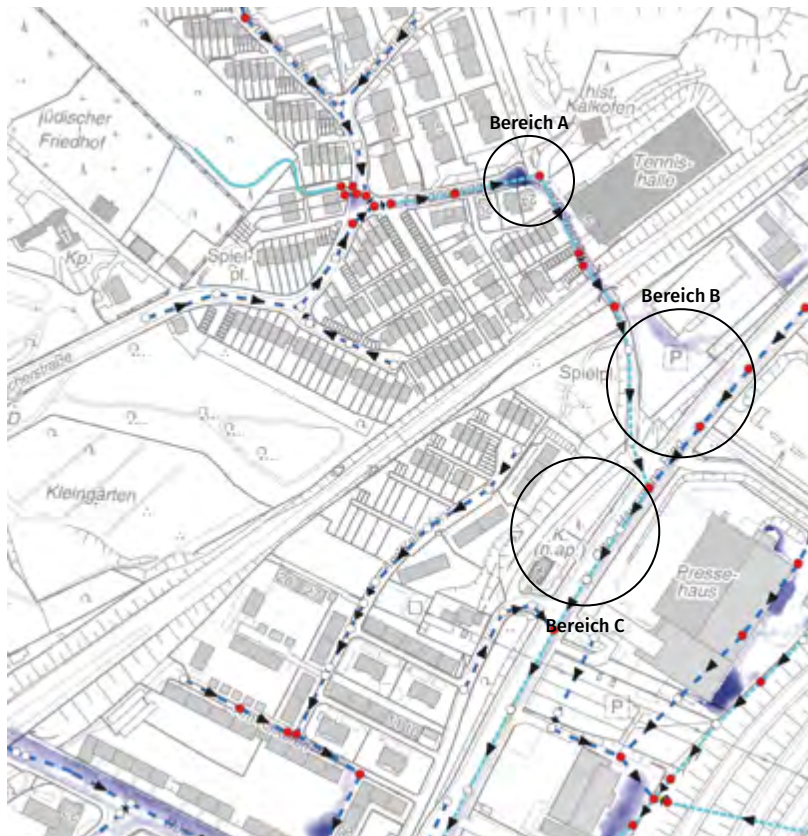 Bereich A
hist.
Kalkofen
Jüdischer
Friedhof
Tennis-
halle
Kp.
Spiel-
pl.
Bereich B
P
Spielpl.
Kleingärten
K.
(n.ap.)
Presse-
haus
Bereich C
P